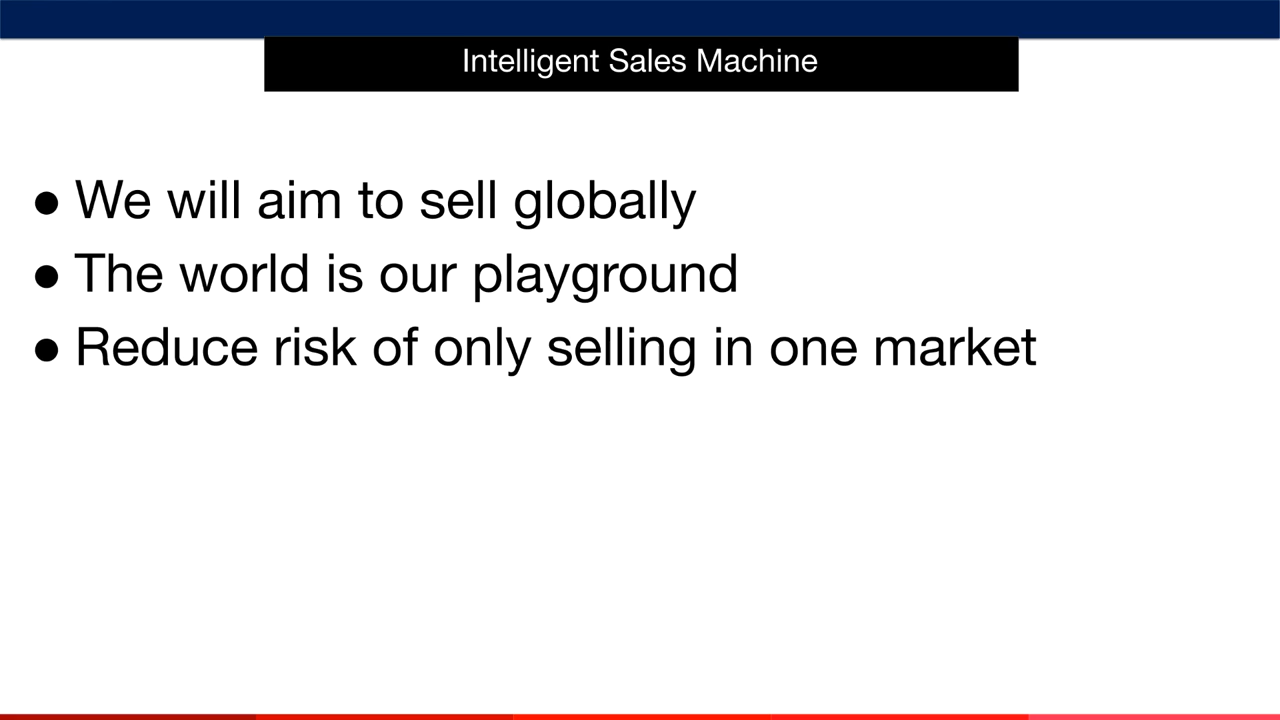 Intelligent Sales Machine
● We will aim to sell globally
● The world is our playground
● Reduce risk of only selling in one market